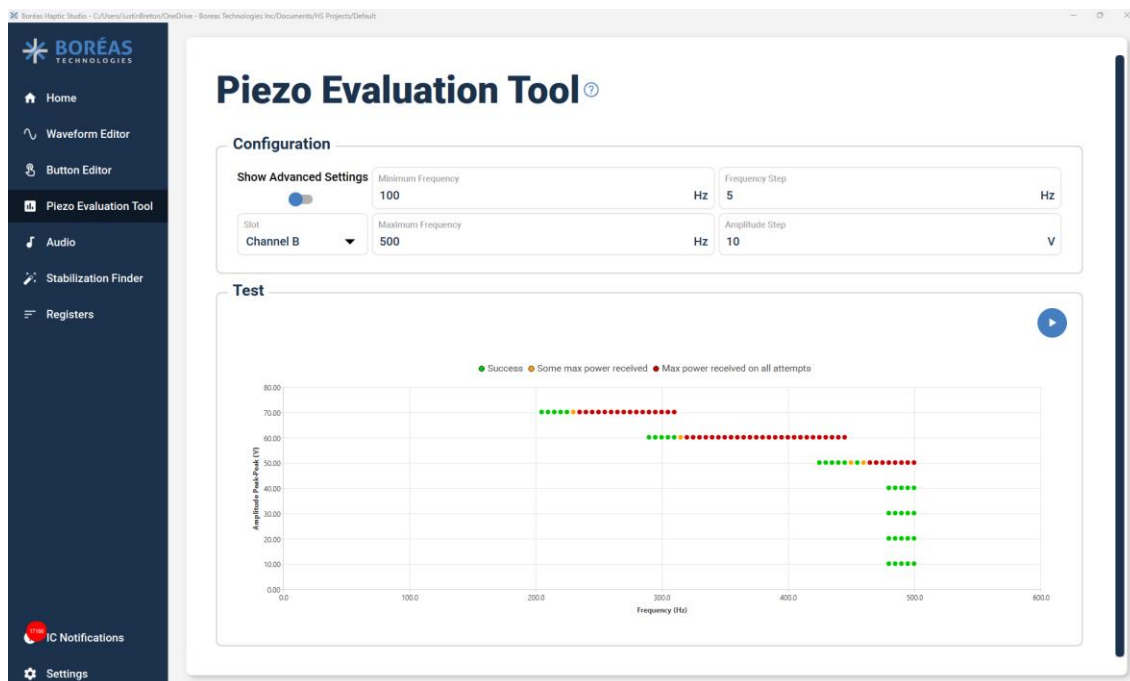 Boréas Haptic Studio - C:/Users/JustinBreton/OneDrive - Boreas Technologies Inc/Documents/HS Projects/Default
BORÉAS
TECHNOLOGIES
Home
Waveform Editor
Button Editor
Piezo Evaluation Tool
Audio
Stabilization Finder
Registers
IC Notifications
Settings
Piezo Evaluation Tool ?
Configuration
Show Advanced Settings
Minimum Frequency
100 Hz
Frequency Step
5 Hz
Slot
Channel B
Maximum Frequency
500 Hz
Amplitude Step
10 V
Test
Success Some max power received Max power received on all attempts
Amplitude Peak-Peak (V)
80.00
70.00
60.00
50.00
40.00
30.00
20.00
10.00
0.00
0.0 100.0 200.0 300.0 400.0 500.0 600.0
Frequency (Hz)